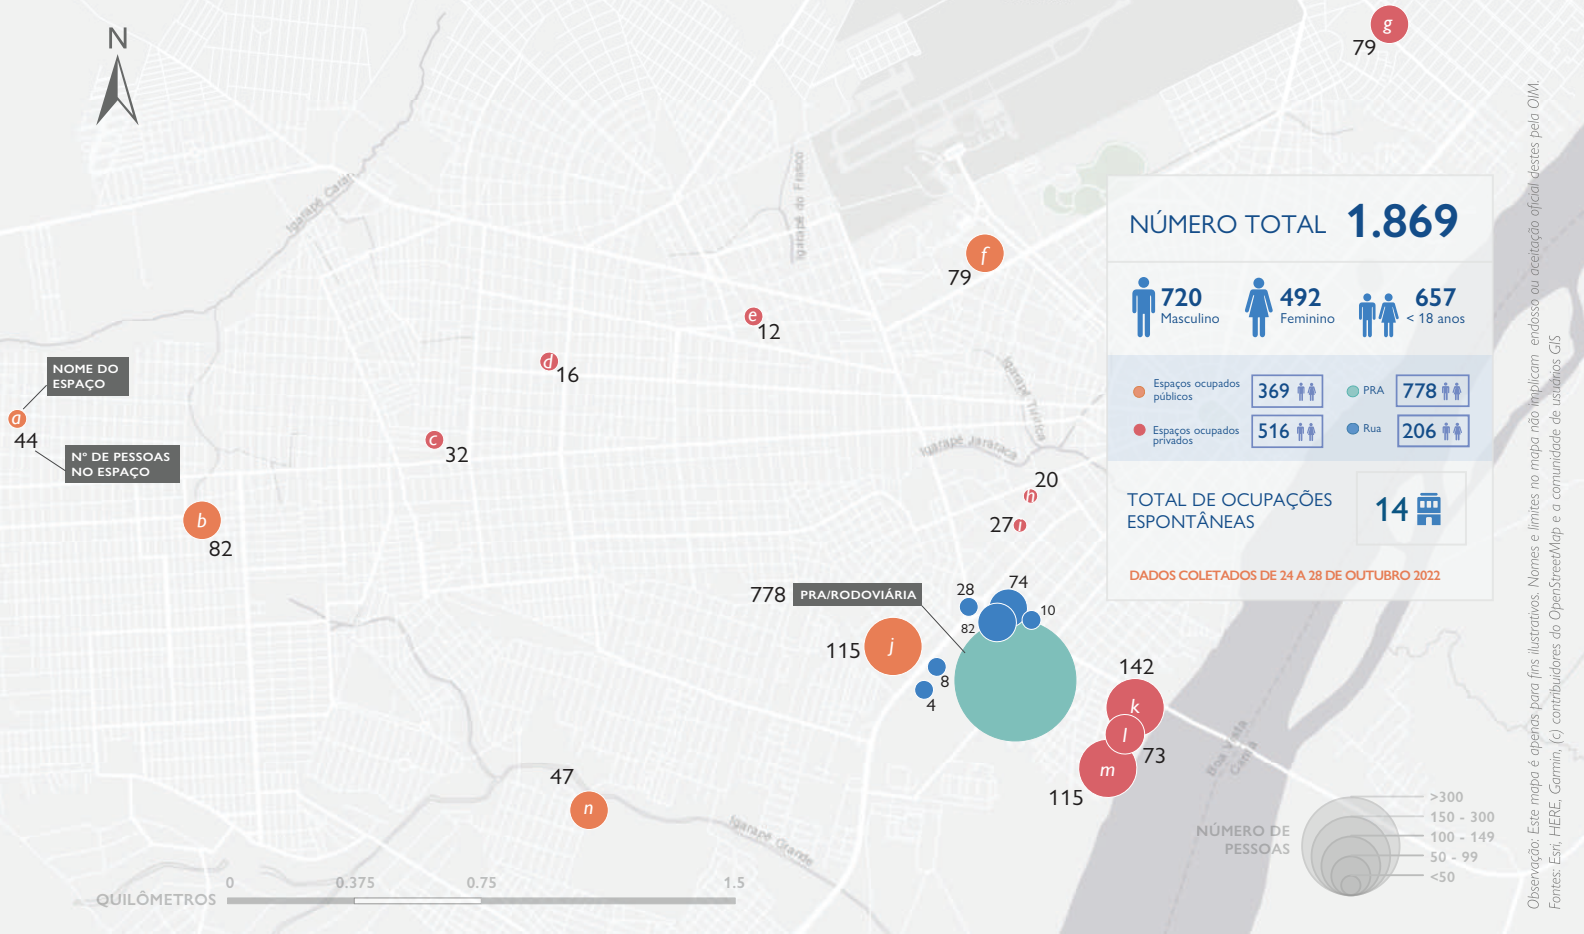 N
g
79
Igarapé Caranã
Igarapé do Frasco
f
79
e
12
d
16
NOME DO
ESPAÇO
a
44
Nº DE PESSOAS
NO ESPAÇO
c
32
b
82
Igarapé Tiririca
Igarapé Jarataca
h
20
27
i
NÚMERO TOTAL 1.869
720
Masculino
492
Feminino
657
< 18 anos
Espaços ocupados
públicos
369
PRA
778
Espaços ocupados
privados
516
Rua
206
TOTAL DE OCUPAÇÕES
ESPONTÂNEAS
14
DADOS COLETADOS DE 24 A 28 DE OUTUBRO 2022
778 PRA/RODOVIÁRIA
28
74
10
82
115
j
8
4
142
k
l
73
m
115
Boa Vista
Cantá
47
n
Igarapé Grande
0 0.375 0.75 1.5
QUILÔMETROS
NÚMERO DE
PESSOAS
>300
150 - 300
100 - 149
50 - 99
<50
Observação: Este mapa é apenas para fins ilustrativos. Nomes e limites no mapa não implicam endosso ou aceitação oficial destes pela OIM.
Fontes: Esri, HERE, Garmin, (c) contribuidores do OpenStreetMap e a comunidade de usuários GIS